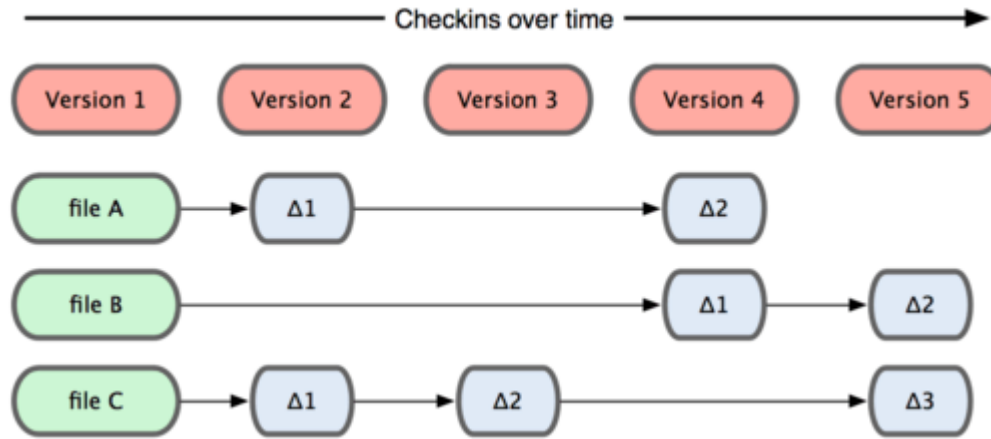 Checkins over time
Version 1 Version 2 Version 3 Version 4 Version 5
file A Δ1 Δ2
file B Δ1 Δ2
file C Δ1 Δ2 Δ3